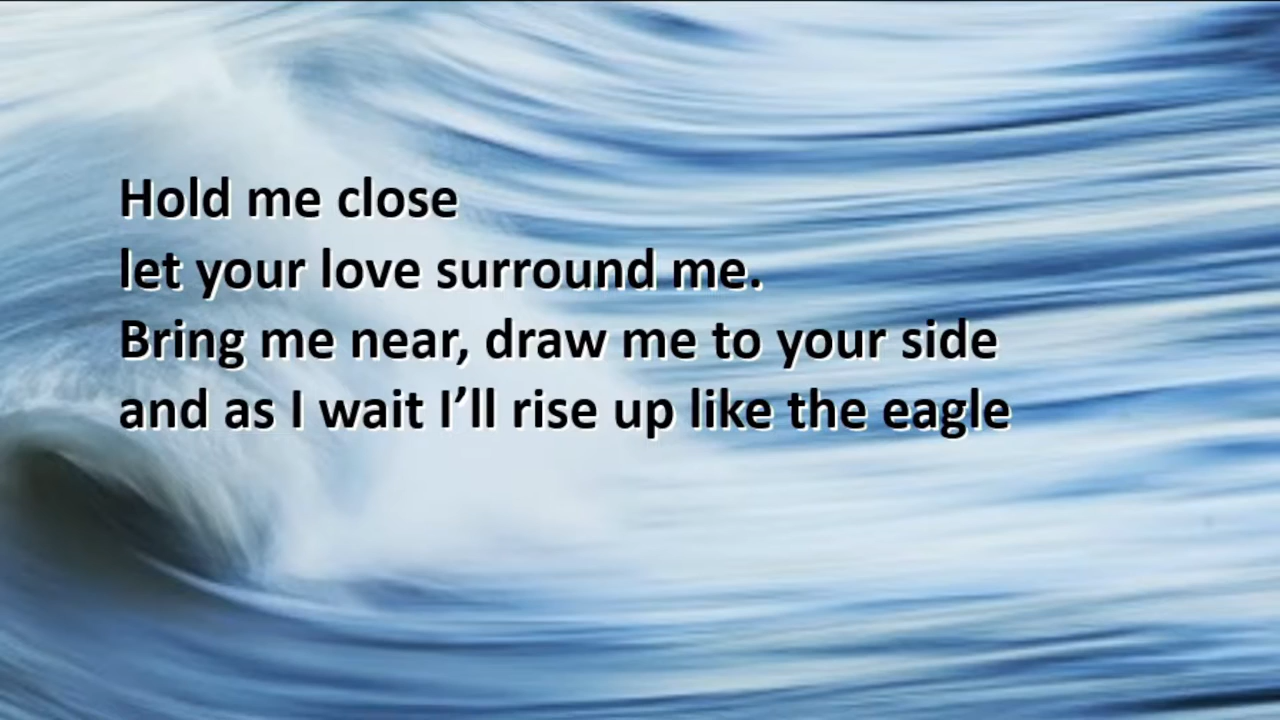 Hold me close
let your love surround me.
Bring me near, draw me to your side
and as I wait I’ll rise up like the eagle